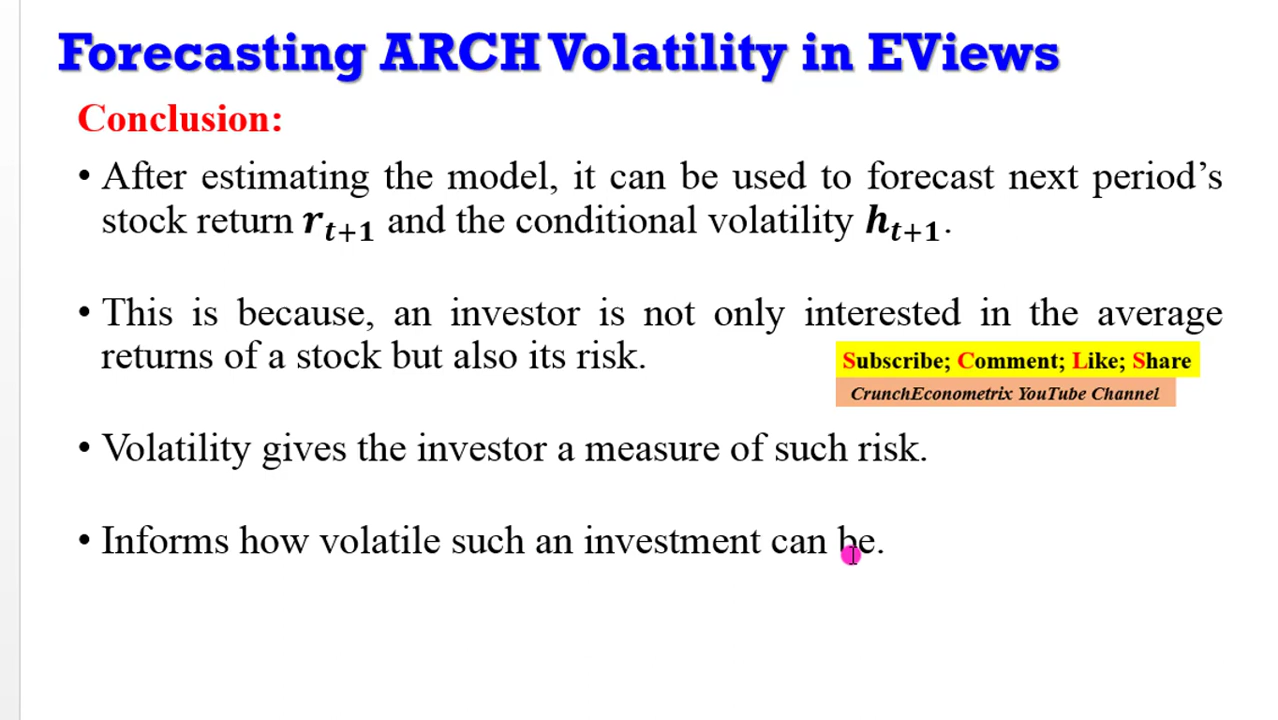 Forecasting ARCH Volatility in EViews
Conclusion:
• After estimating the model, it can be used to forecast next period’s
stock return r_{t+1} and the conditional volatility h_{t+1}.
• This is because, an investor is not only interested in the average
returns of a stock but also its risk.
Subscribe; Comment; Like; Share
CrunchEconometrix YouTube Channel
• Volatility gives the investor a measure of such risk.
• Informs how volatile such an investment can be.